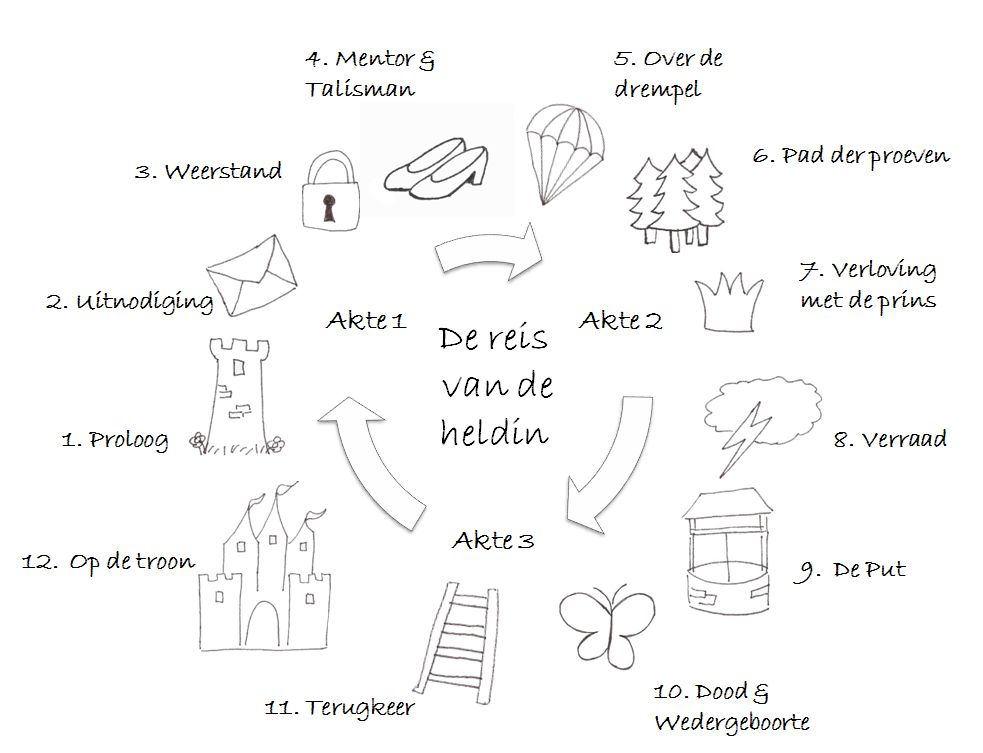 De reis
van de
heldin
Akte 1
1. Proloog
2. Uitnodiging
3. Weerstand
4. Mentor &
Talisman
Akte 2
5. Over de
drempel
6. Pad der proeven
7. Verloving
met de prins
8. Verraad
9. De Put
Akte 3
10. Dood &
Wedergeboorte
11. Terugkeer
12. Op de troon